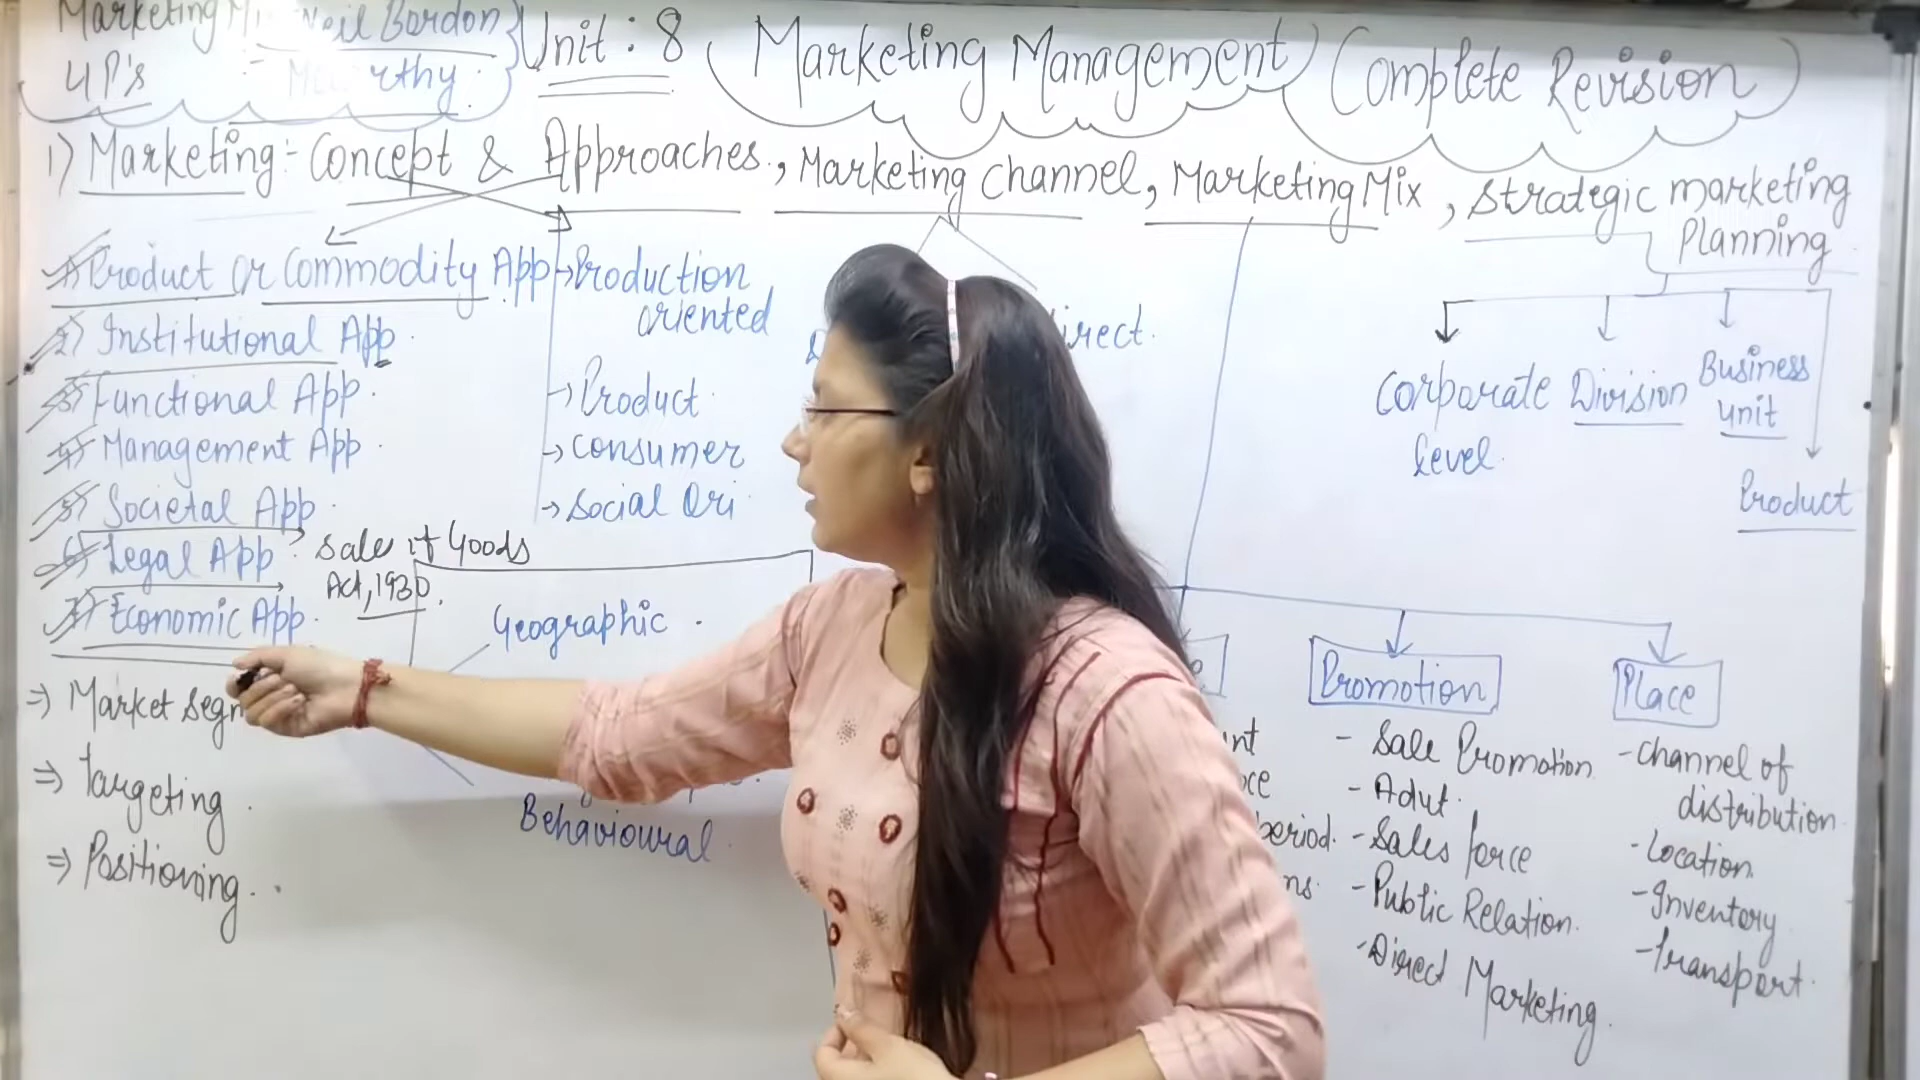 Marketing Neil Bordon
4P's
Unit : 8 Marketing Management Complete Revision
1) Marketing :- Concept & Approaches, Marketing Channel, Marketing Mix, Strategic marketing Planning
1) Product or Commodity App
2) Institutional App.
3) Functional App.
4) Management App.
5) Societal App.
6) Legal App : Sale of Goods
Act, 1930.
7) Economic App.
→ Production
oriented
→ Product
→ Consumer
→ Social Ori
Corporate
level.
Division
Business
unit
Product
⇒ Market
⇒ Targeting.
⇒ Positioning..
Geographic.
Behavioural.
period.
Promotion
- Sale Promotion
- Advt.
- Sales force
- Public Relation.
- Direct Marketing.
Place
- Channel of
distribution
- Location
- Inventory
- Transport.